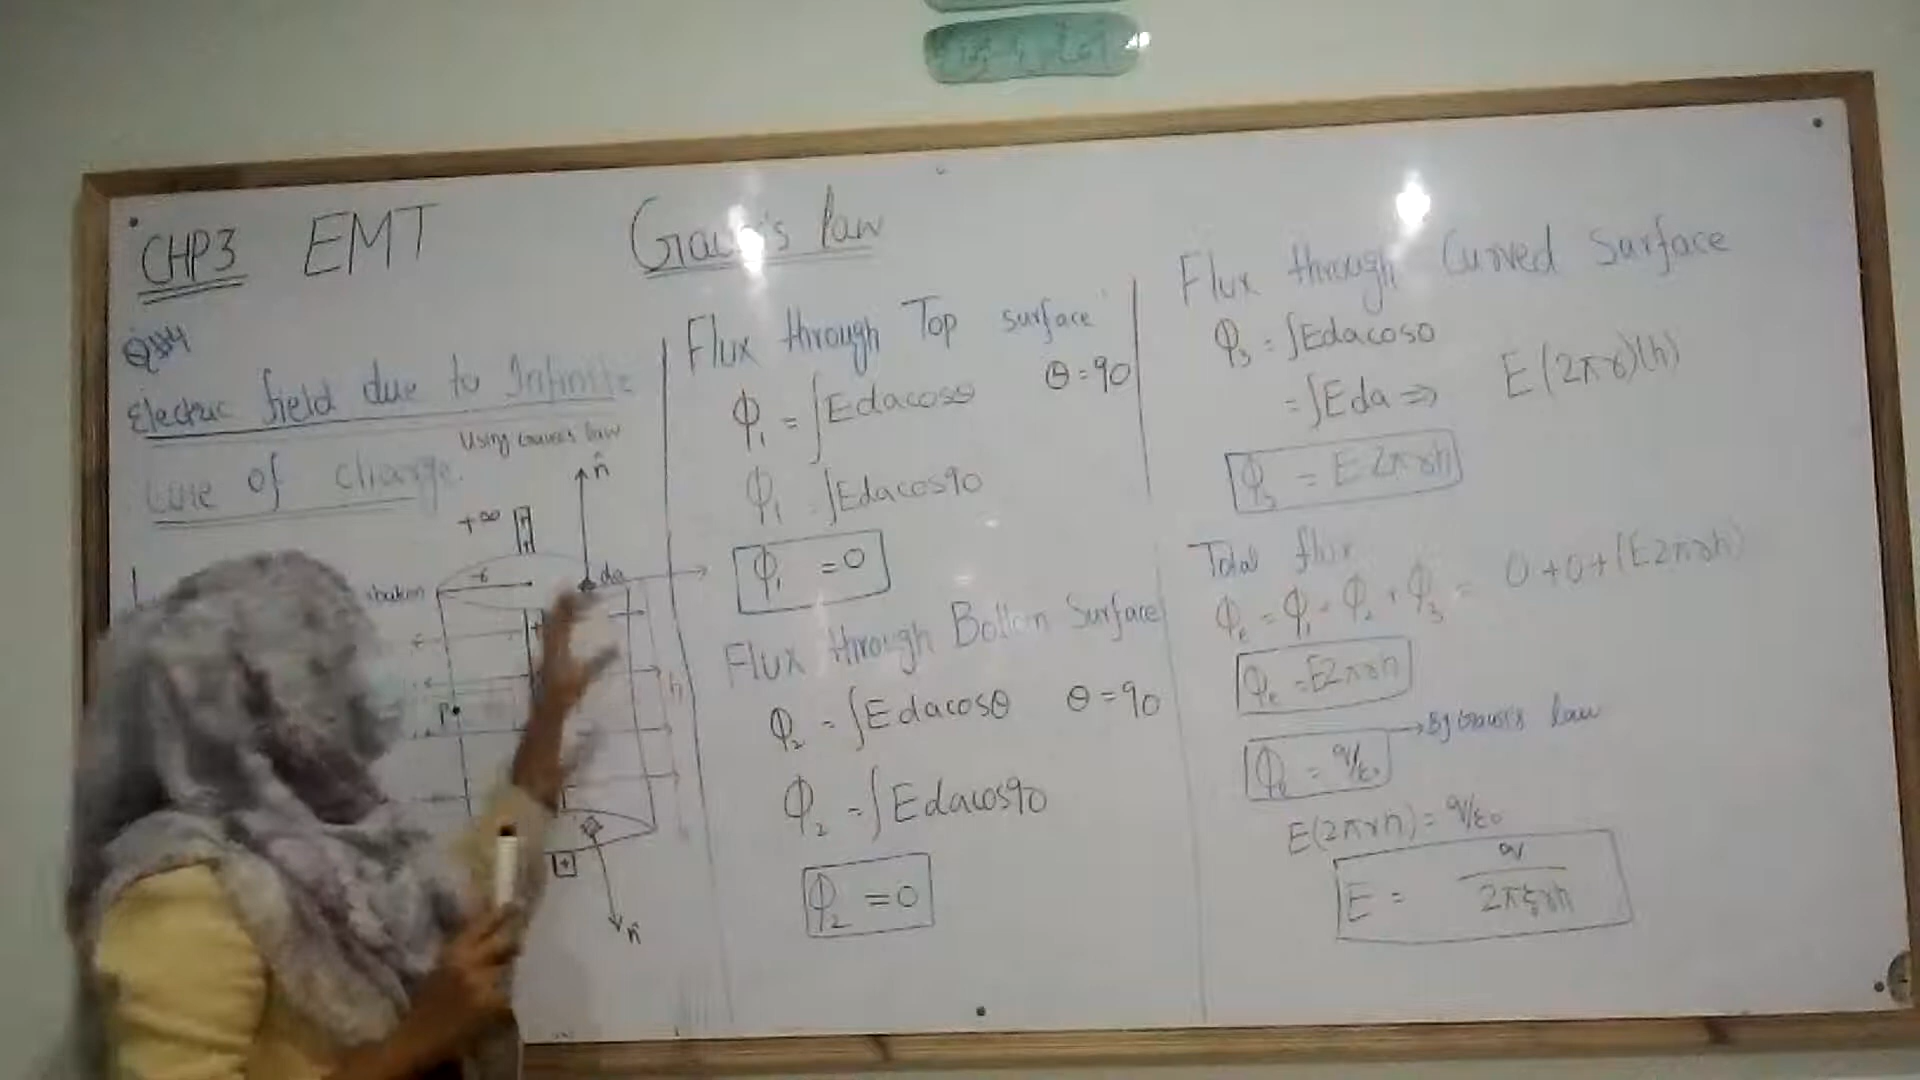 CHP3 EMT
Gauss's law
Q#4
Electric field due to Infinite
Line of charge.
Using Gauss's law
n̂
+∞
da
h
P
+
n̂
Flux through Top surface
θ=90
ϕ₁ = ∫Edacosθ
ϕ₁ ∫Edacos90
ϕ₁ =0
Flux through Bottom Surface
ϕ₂ = ∫Edacosθ θ=90
ϕ₂ = ∫Edacos90
ϕ₂ =0
Flux through Curved Surface
ϕ₃ = ∫Edacos0
= ∫Eda ⇒ E(2πr)(h)
ϕ₃ = E2πrh
Total flux
ϕₑ = ϕ₁ + ϕ₂ + ϕ₃ = 0+0+(E2πrh)
ϕₑ = E2πrh
ϕₑ = q/ε₀ → By Gauss's law
E(2πrh) = q/ε₀
E = q/2πε₀rh